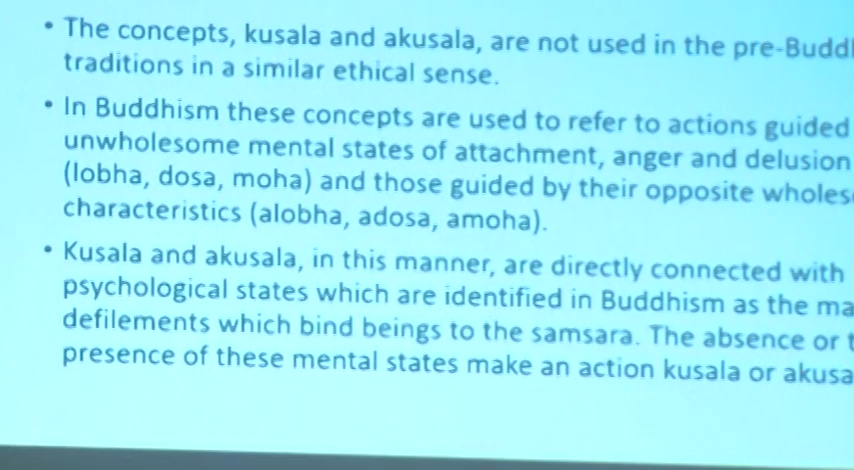 • The concepts, kusala and akusala, are not used in the pre-Budd
traditions in a similar ethical sense.
• In Buddhism these concepts are used to refer to actions guided
unwholesome mental states of attachment, anger and delusion
(lobha, dosa, moha) and those guided by their opposite wholes
characteristics (alobha, adosa, amoha).
• Kusala and akusala, in this manner, are directly connected with
psychological states which are identified in Buddhism as the ma
defilements which bind beings to the samsara. The absence or t
presence of these mental states make an action kusala or akusa